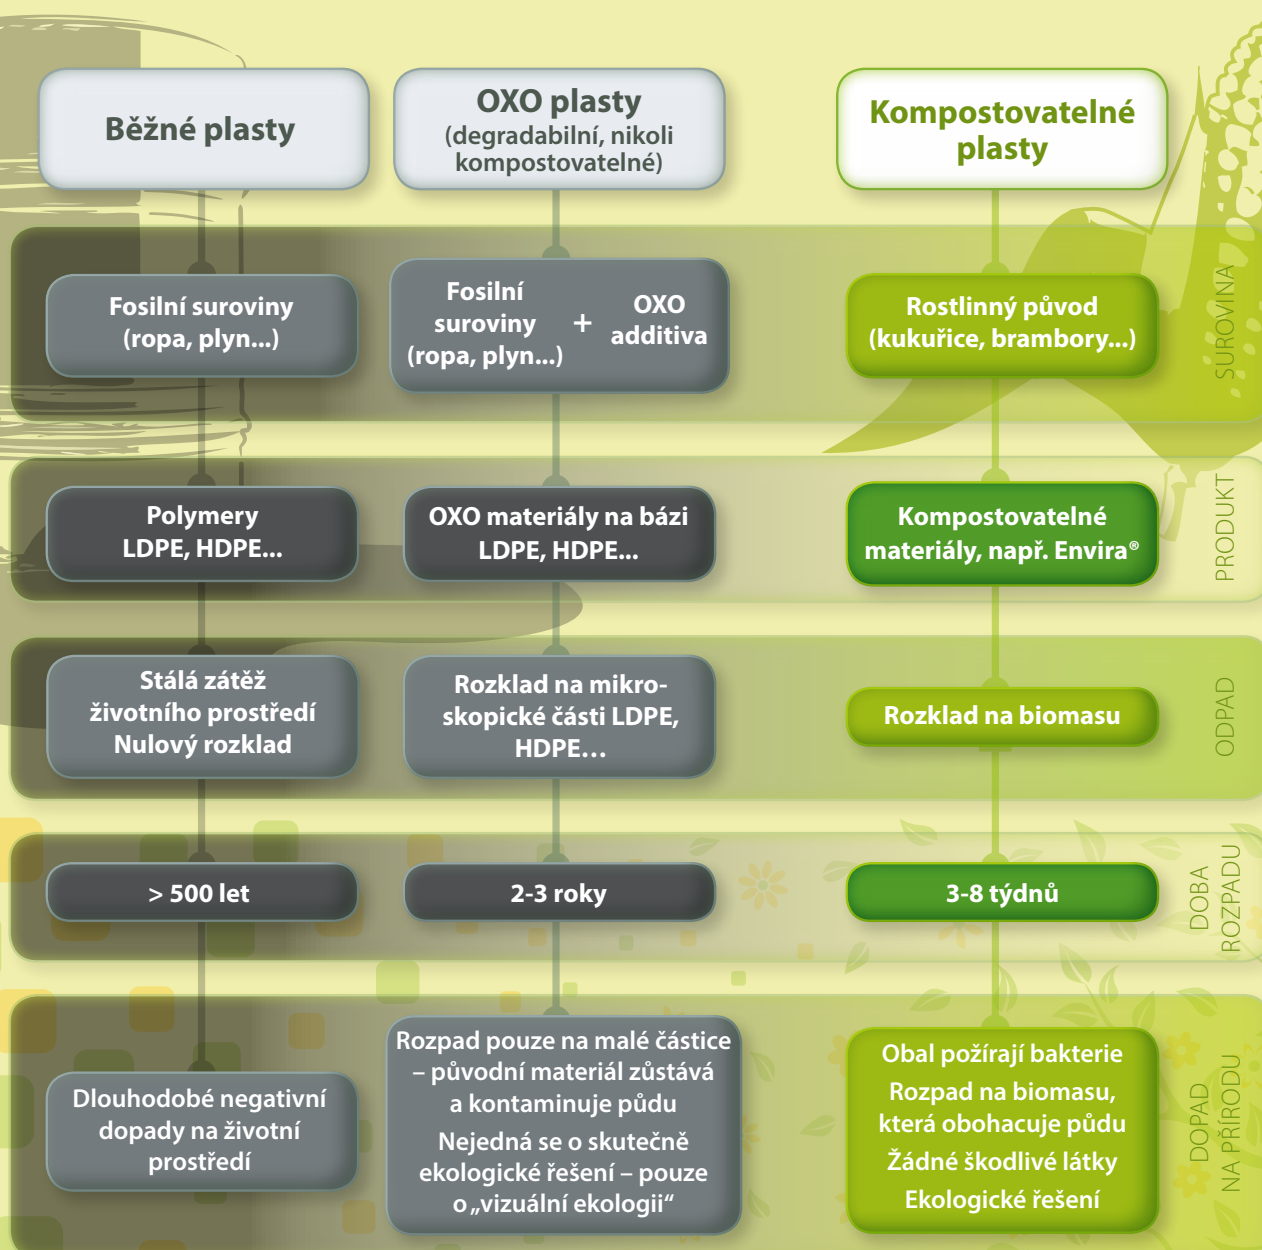 Běžné plasty
OXO plasty
(degradabilní, nikoli
kompostovatelné)
Kompostovatelné
plasty
Fosilní suroviny
(ropa, plyn...)
Fosilní
suroviny
(ropa, plyn...)
+
OXO
additiva
Rostlinný původ
(kukuřice, brambory...)
SUROVINA
Polymery
LDPE, HDPE...
OXO materiály na bázi
LDPE, HDPE...
Kompostovatelné
materiály, např. Envira®
PRODUKT
Stálá zátěž
životního prostředí
Nulový rozklad
Rozklad na mikro-
skopické části LDPE,
HDPE...
Rozklad na biomasu
ODPAD
> 500 let
2-3 roky
3-8 týdnů
DOBA
ROZPADU
Dlouhodobé negativní
dopady na životní
prostředí
Rozpad pouze na malé částice
– původní materiál zůstává
a kontaminuje půdu
Nejedná se o skutečně
ekologické řešení – pouze
o „vizuální ekologii“
Obal požírají bakterie
Rozpad na biomasu,
která obohacuje půdu
Žádné škodlivé látky
Ekologické řešení
DOPAD
NA PŘÍRODU